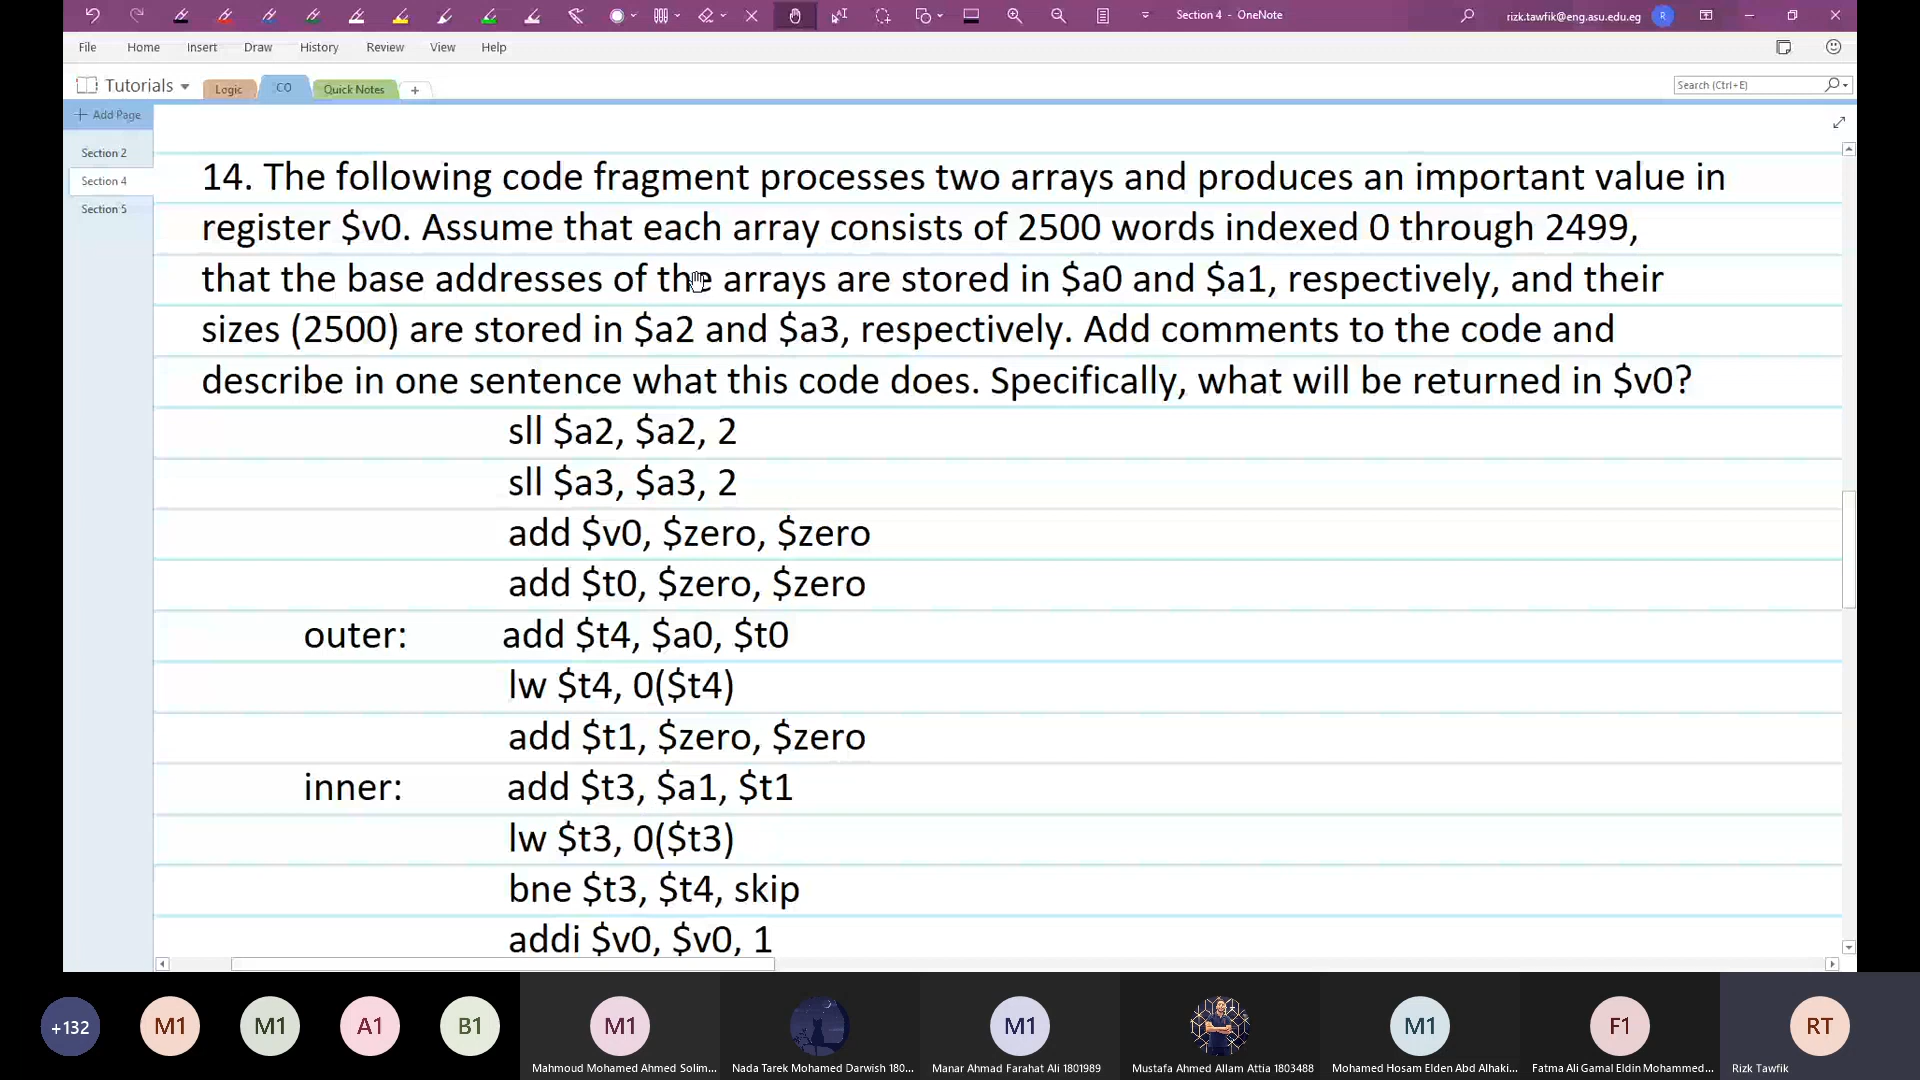 Section 4 - OneNote
rizk.tawfik@eng.asu.edu.eg
R
File Home Insert Draw History Review View Help
Tutorials Logic CO Quick Notes +
Search (Ctrl+E)
+ Add Page
Section 2
Section 4
Section 5
14. The following code fragment processes two arrays and produces an important value in
register $v0. Assume that each array consists of 2500 words indexed 0 through 2499,
that the base addresses of the arrays are stored in $a0 and $a1, respectively, and their
sizes (2500) are stored in $a2 and $a3, respectively. Add comments to the code and
describe in one sentence what this code does. Specifically, what will be returned in $v0?
sll $a2, $a2, 2
sll $a3, $a3, 2
add $v0, $zero, $zero
add $t0, $zero, $zero
outer: add $t4, $a0, $t0
lw $t4, 0($t4)
add $t1, $zero, $zero
inner: add $t3, $a1, $t1
lw $t3, 0($t3)
bne $t3, $t4, skip
addi $v0, $v0, 1
+132 M1 M1 A1 B1 M1 M1 M1 F1 RT
Mahmoud Mohamed Ahmed Solim... Nada Tarek Mohamed Darwish 180... Manar Ahmad Farahat Ali 1801989 Mustafa Ahmed Allam Attia 1803488 Mohamed Hosam Elden Abd Alhaki... Fatma Ali Gamal Eldin Mohammed... Rizk Tawfik